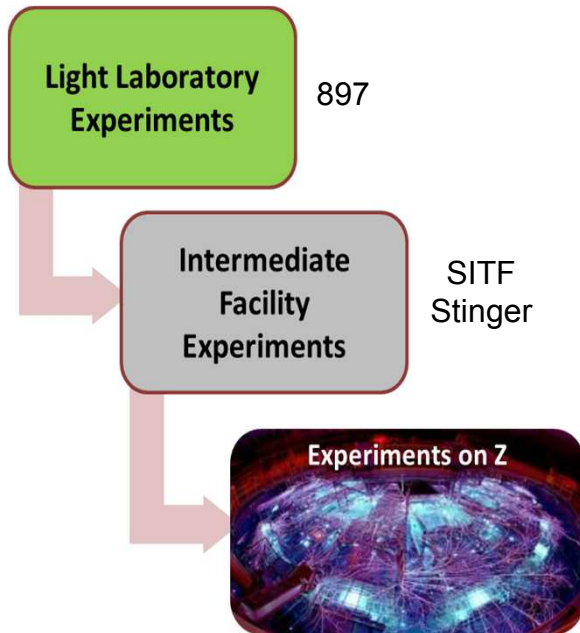 Light Laboratory
Experiments
897
Intermediate
Facility
Experiments
SITF
Stinger
Experiments on Z